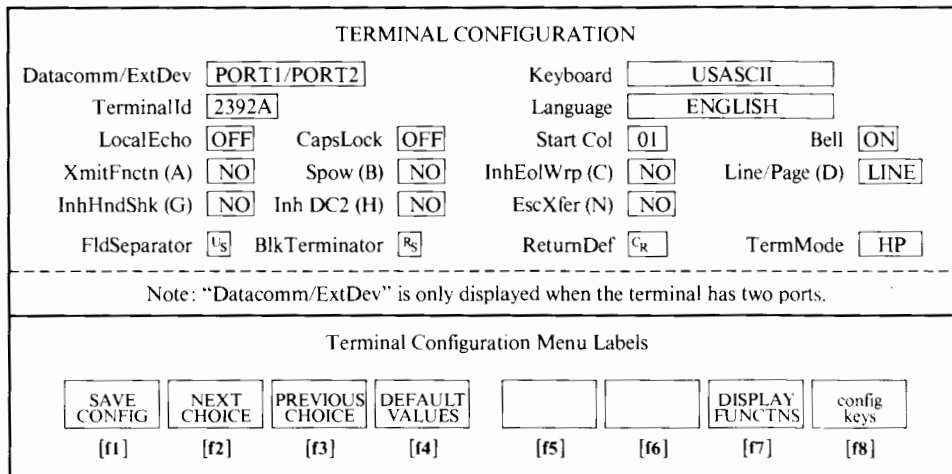 TERMINAL CONFIGURATION
Datacomm/ExtDev PORT1/PORT2 Keyboard USASCII
TerminalId 2392A Language ENGLISH
LocalEcho OFF CapsLock OFF Start Col 01 Bell ON
XmitFnctn (A) NO Spow (B) NO InhEolWrp (C) NO Line/Page (D) LINE
InhHndShk (G) NO Inh DC2 (H) NO EscXfer (N) NO
FldSeparator US BlkTerminator RS ReturnDef CR TermMode HP
Note: “Datacomm/ExtDev” is only displayed when the terminal has two ports.
Terminal Configuration Menu Labels
SAVE NEXT PREVIOUS DEFAULT DISPLAY config
CONFIG CHOICE CHOICE VALUES FUNCTNS keys
[f1] [f2] [f3] [f4] [f5] [f6] [f7] [f8]